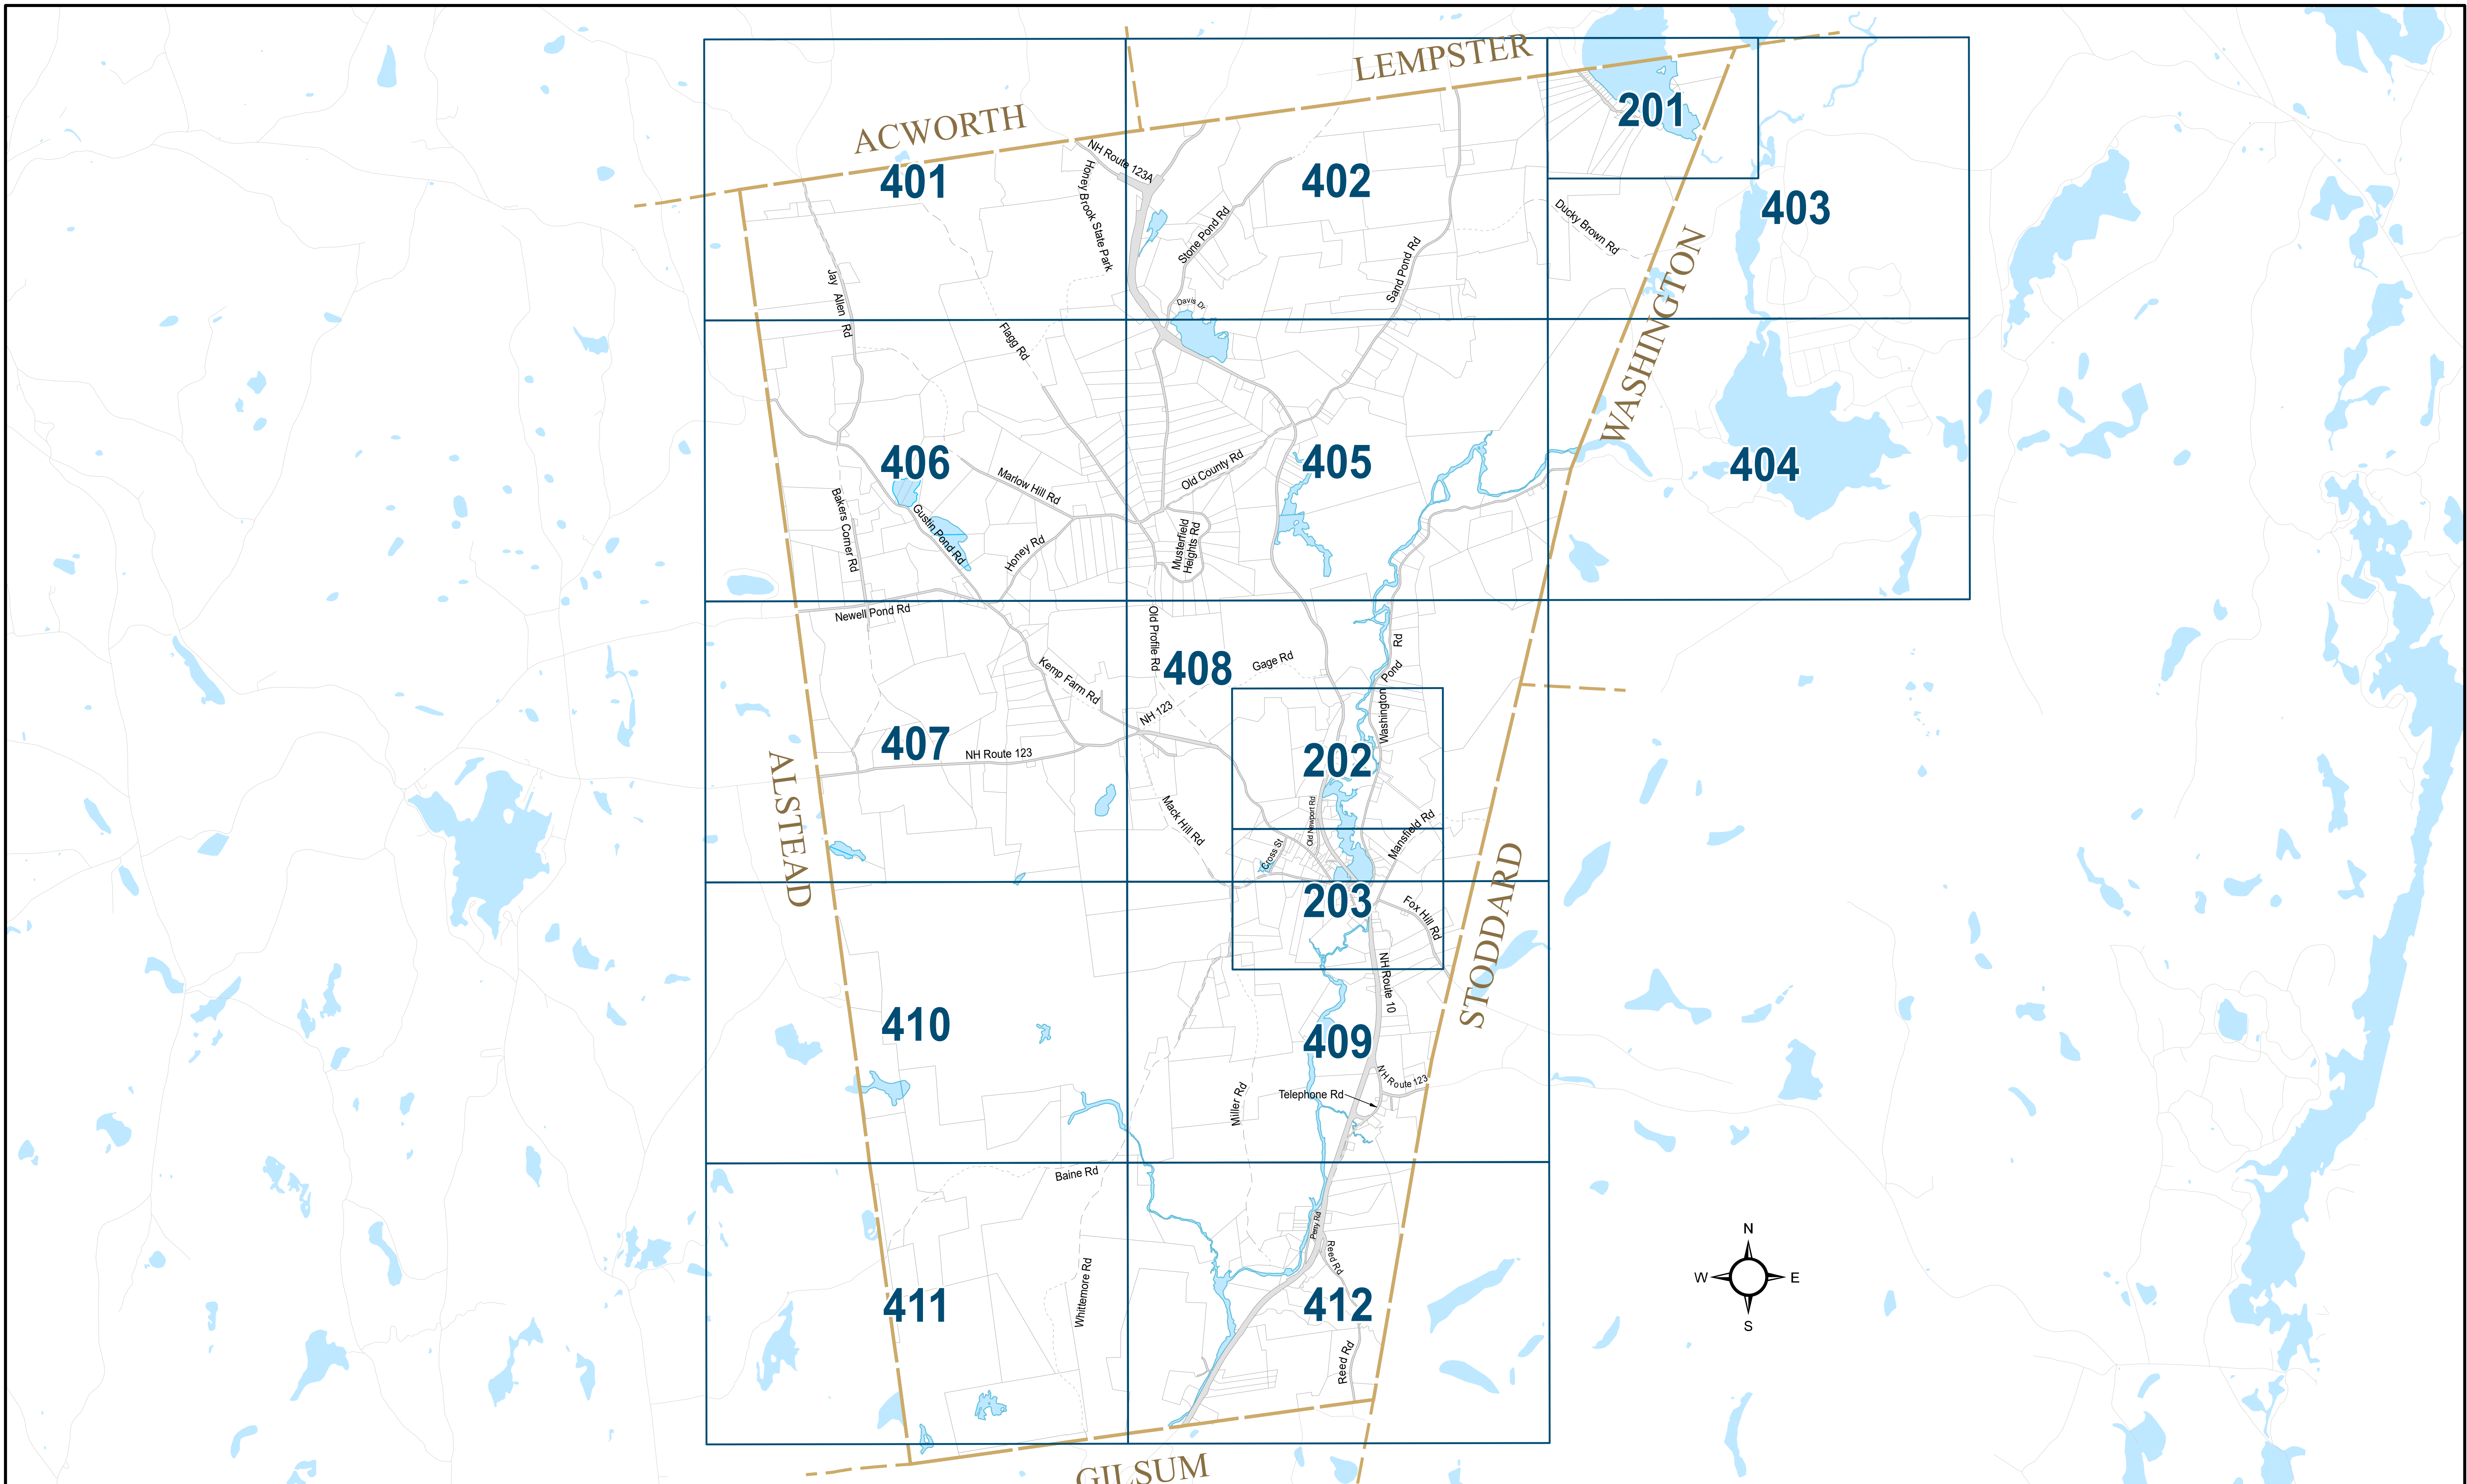 LEMPSTER
ACWORTH
201
401
402
403
NH Route 123A
Honey Brook State Park
Stone Pond Rd
Ducky Brown Rd
Sand Pond Rd
WASHINGTON
Jay Allen Rd
Davis Dr
Flagg Rd
406
405
404
Marlow Hill Rd
Old County Rd
Bakers Corner Rd
Gustin Pond Rd
Honey Rd
Musterfield
Heights Rd
Newell Pond Rd
Old Profile Rd
408
Gage Rd
Washington Pond Rd
Kemp Farm Rd
NH 123
407
NH Route 123
202
ALSTEAD
Mack Hill Rd
Old Newport Rd
Mansfield Rd
Cross St
STODDARD
203
Fox Hill Rd
NH Route 10
410
409
NH Route 123
Telephone Rd
Miller Rd
Baine Rd
Perry Rd
Reed Rd
Whittemore Rd
411
412
Reed Rd
N
W
E
S
GILSUM